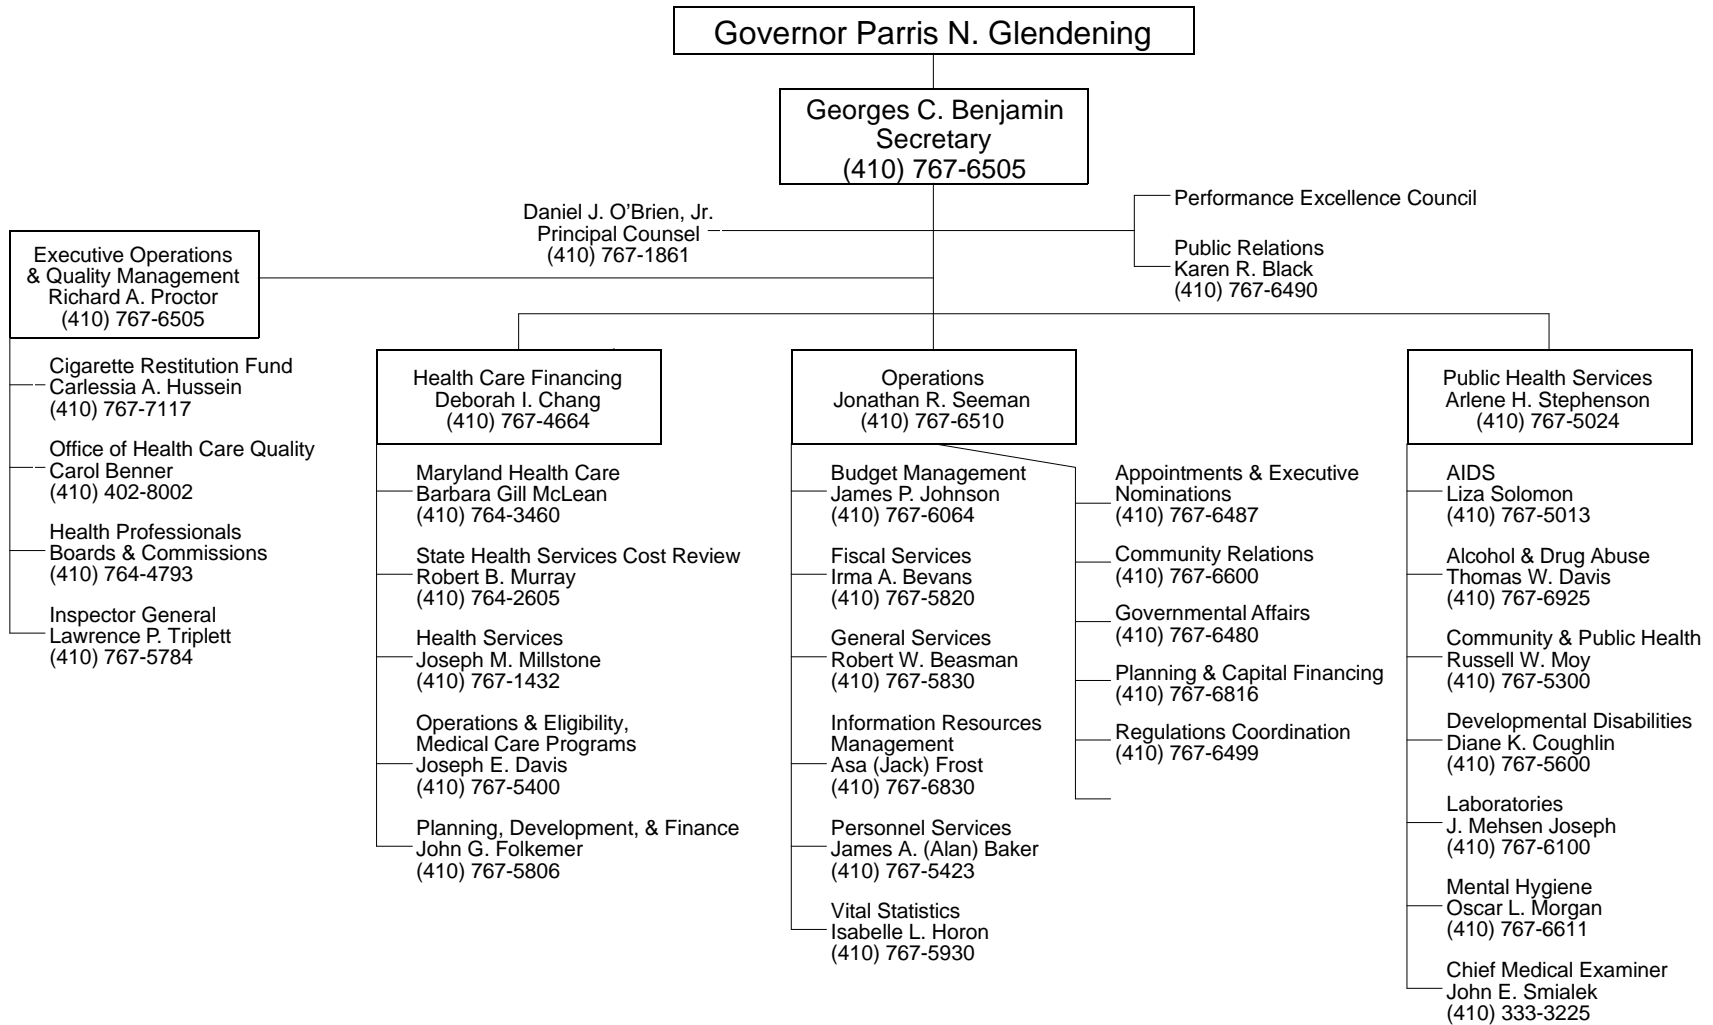 Governor Parris N. Glendening
Georges C. Benjamin
Secretary
(410) 767-6505
Daniel J. O’Brien, Jr.
Principal Counsel
(410) 767-1861
Performance Excellence Council
Public Relations
Karen R. Black
(410) 767-6490
Executive Operations
& Quality Management
Richard A. Proctor
(410) 767-6505
Cigarette Restitution Fund
Carlessia A. Hussein
(410) 767-7117
Office of Health Care Quality
Carol Benner
(410) 402-8002
Health Professionals
Boards & Commissions
(410) 764-4793
Inspector General
Lawrence P. Triplett
(410) 767-5784
Health Care Financing
Deborah I. Chang
(410) 767-4664
Maryland Health Care
Barbara Gill McLean
(410) 764-3460
State Health Services Cost Review
Robert B. Murray
(410) 764-2605
Health Services
Joseph M. Millstone
(410) 767-1432
Operations & Eligibility,
Medical Care Programs
Joseph E. Davis
(410) 767-5400
Planning, Development, & Finance
John G. Folkemer
(410) 767-5806
Operations
Jonathan R. Seeman
(410) 767-6510
Budget Management
James P. Johnson
(410) 767-6064
Fiscal Services
Irma A. Bevans
(410) 767-5820
General Services
Robert W. Beasman
(410) 767-5830
Information Resources
Management
Asa (Jack) Frost
(410) 767-6830
Personnel Services
James A. (Alan) Baker
(410) 767-5423
Vital Statistics
Isabelle L. Horon
(410) 767-5930
Appointments & Executive
Nominations
(410) 767-6487
Community Relations
(410) 767-6600
Governmental Affairs
(410) 767-6480
Planning & Capital Financing
(410) 767-6816
Regulations Coordination
(410) 767-6499
Public Health Services
Arlene H. Stephenson
(410) 767-5024
AIDS
Liza Solomon
(410) 767-5013
Alcohol & Drug Abuse
Thomas W. Davis
(410) 767-6925
Community & Public Health
Russell W. Moy
(410) 767-5300
Developmental Disabilities
Diane K. Coughlin
(410) 767-5600
Laboratories
J. Mehsen Joseph
(410) 767-6100
Mental Hygiene
Oscar L. Morgan
(410) 767-6611
Chief Medical Examiner
John E. Smialek
(410) 333-3225